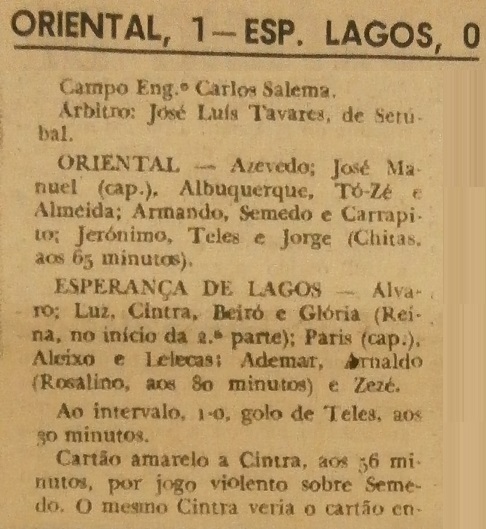 ORIENTAL, 1 — ESP. LAGOS, 0
Campo Eng.º Carlos Salema.
Árbitro: José Luís Tavares, de Setú-
bal.
ORIENTAL — Azevedo; José Ma-
nuel (cap.), Albuquerque, Tó-Zé e
Almeida; Armando, Semedo e Carrapi-
to; Jerónimo, Teles e Jorge (Chitas,
aos 65 minutos).
ESPERANÇA DE LAGOS — Álva-
ro; Luz, Cintra, Beiró e Glória (Rei-
na, no início da 2.ª parte); Paris (cap.),
Aleixo e Lelecas; Ademar, Arnaldo
(Rosalino, aos 80 minutos) e Zezé.
Ao intervalo, 1-0, golo de Teles, aos
30 minutos.
Cartão amarelo a Cintra, aos 56 mi-
nutos, por jogo violento sobre Seme-
do. O mesmo Cintra veria o cartão en-